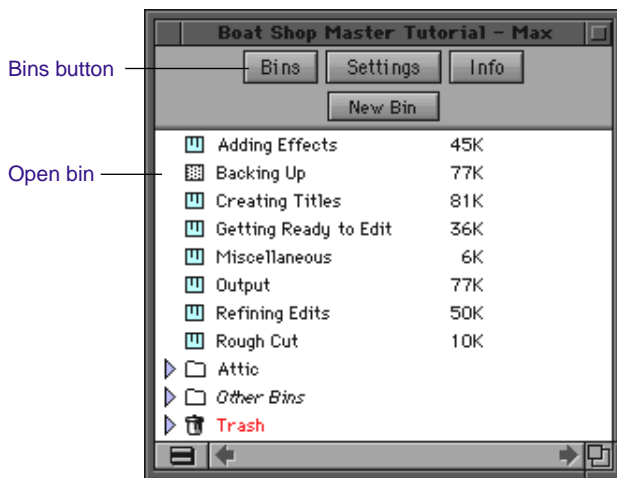 Boat Shop Master Tutorial - Max
Bins button
Bins Settings Info
New Bin
Adding Effects 45K
Open bin
Backing Up 77K
Creating Titles 81K
Getting Ready to Edit 36K
Miscellaneous 6K
Output 77K
Refining Edits 50K
Rough Cut 10K
Attic
Other Bins
Trash